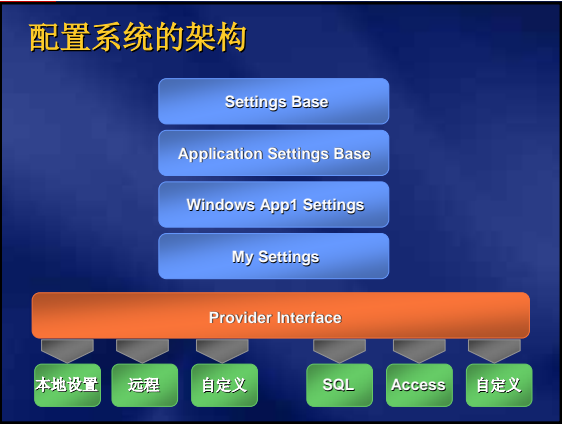 配置系统的架构
Settings Base
Application Settings Base
Windows App1 Settings
My Settings
Provider Interface
本地设置 远程 自定义 SQL Access 自定义